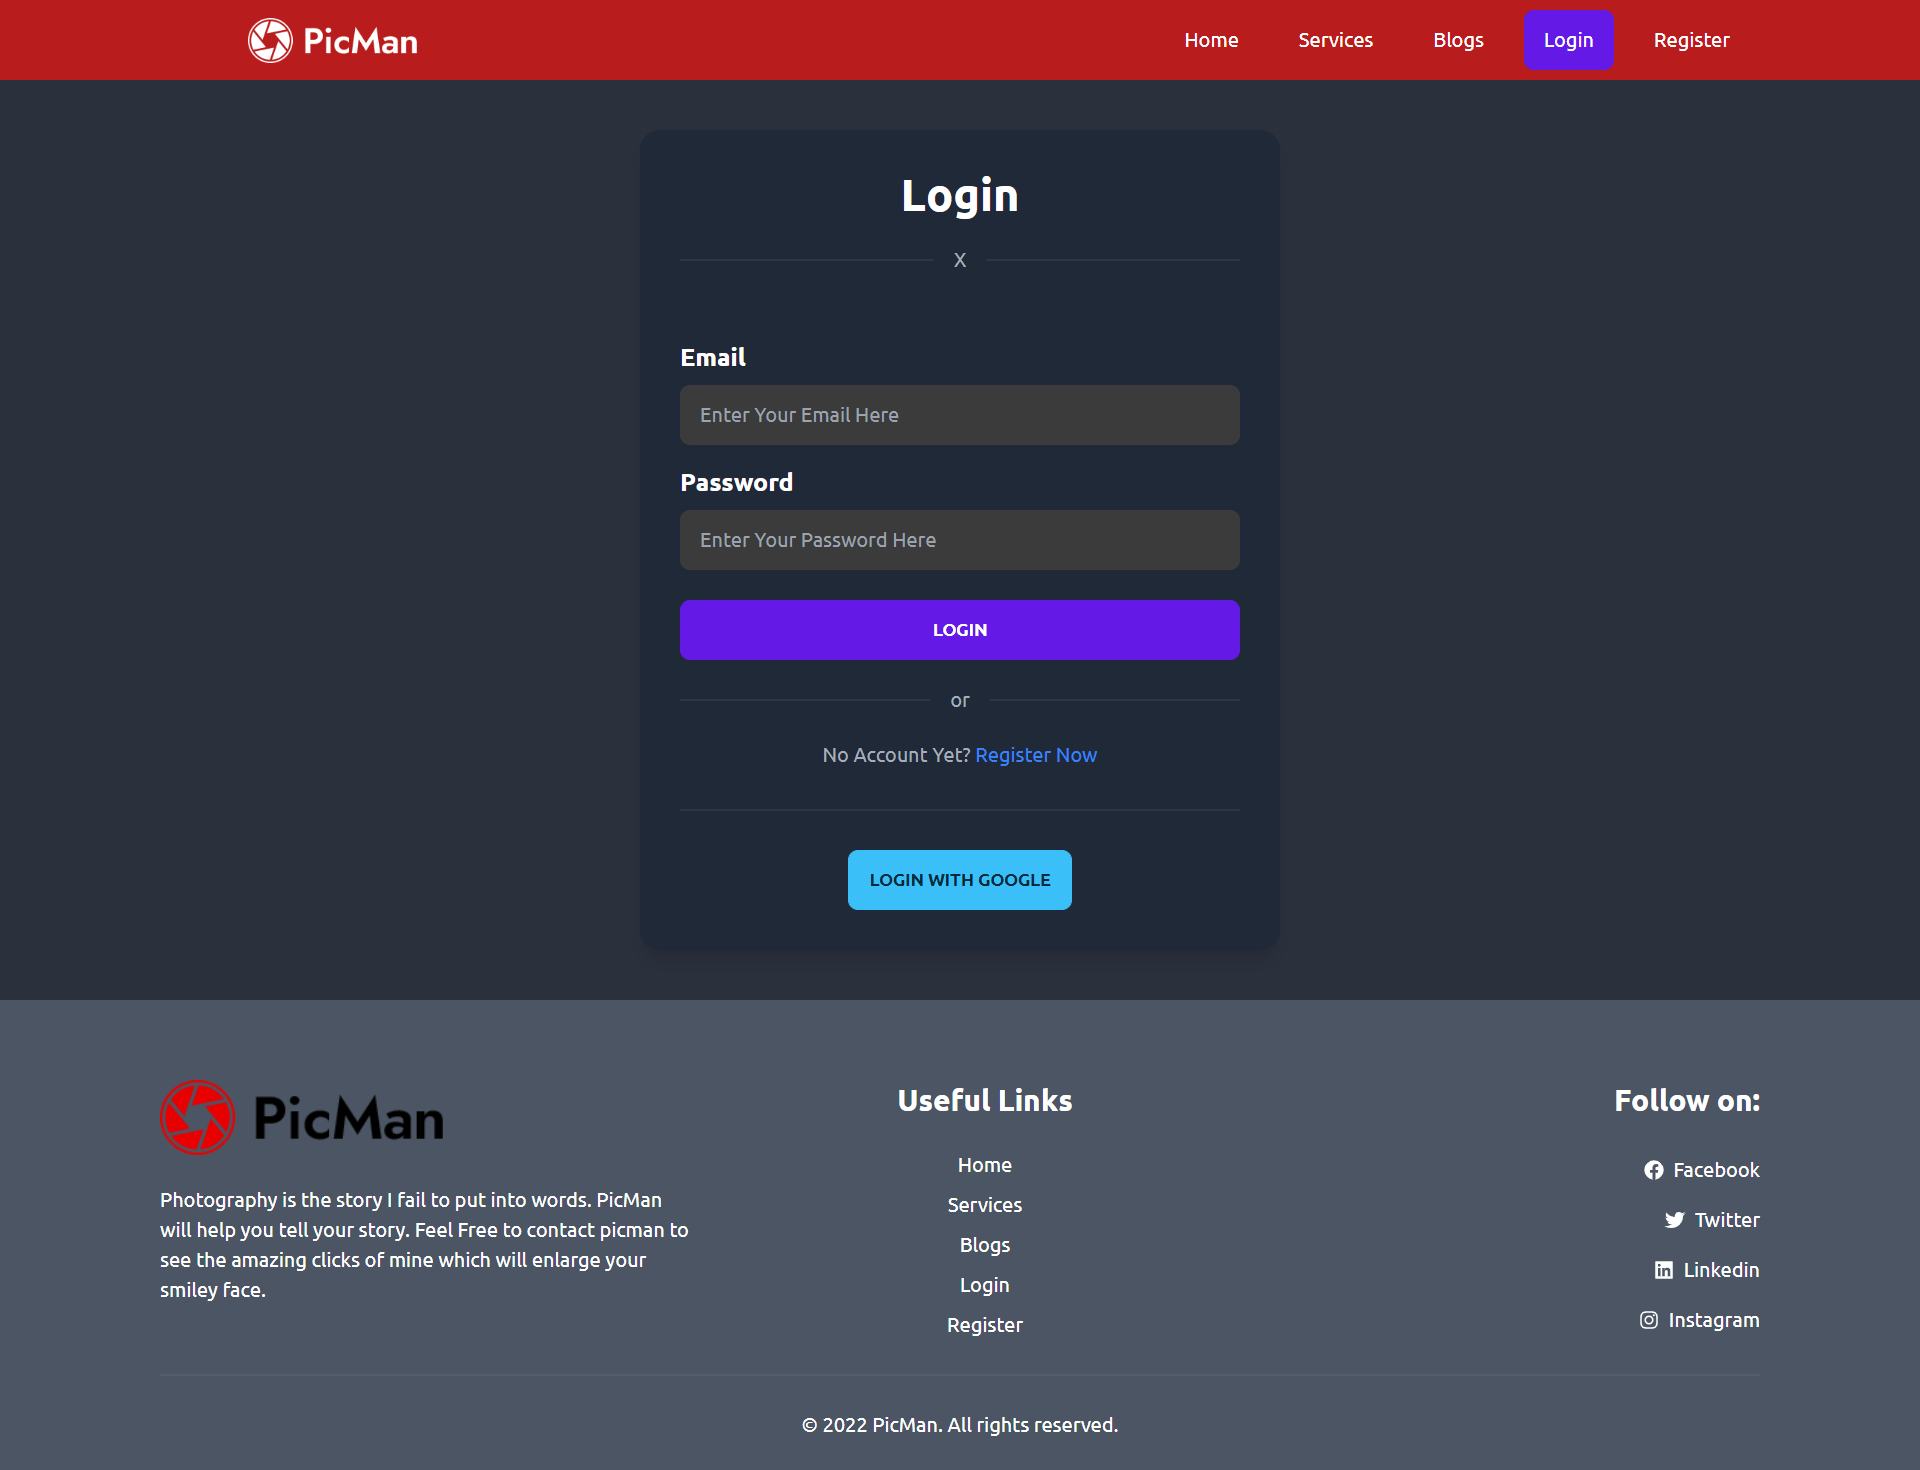 PicMan
Home
Services
Blogs
Login
Register
Login
X
Email
Enter Your Email Here
Password
Enter Your Password Here
LOGIN
or
No Account Yet? Register Now
LOGIN WITH GOOGLE
PicMan
Photography is the story I fail to put into words. PicMan
will help you tell your story. Feel Free to contact picman to
see the amazing clicks of mine which will enlarge your
smiley face.
Useful Links
Home
Services
Blogs
Login
Register
Follow on:
Facebook
Twitter
Linkedin
Instagram
© 2022 PicMan. All rights reserved.